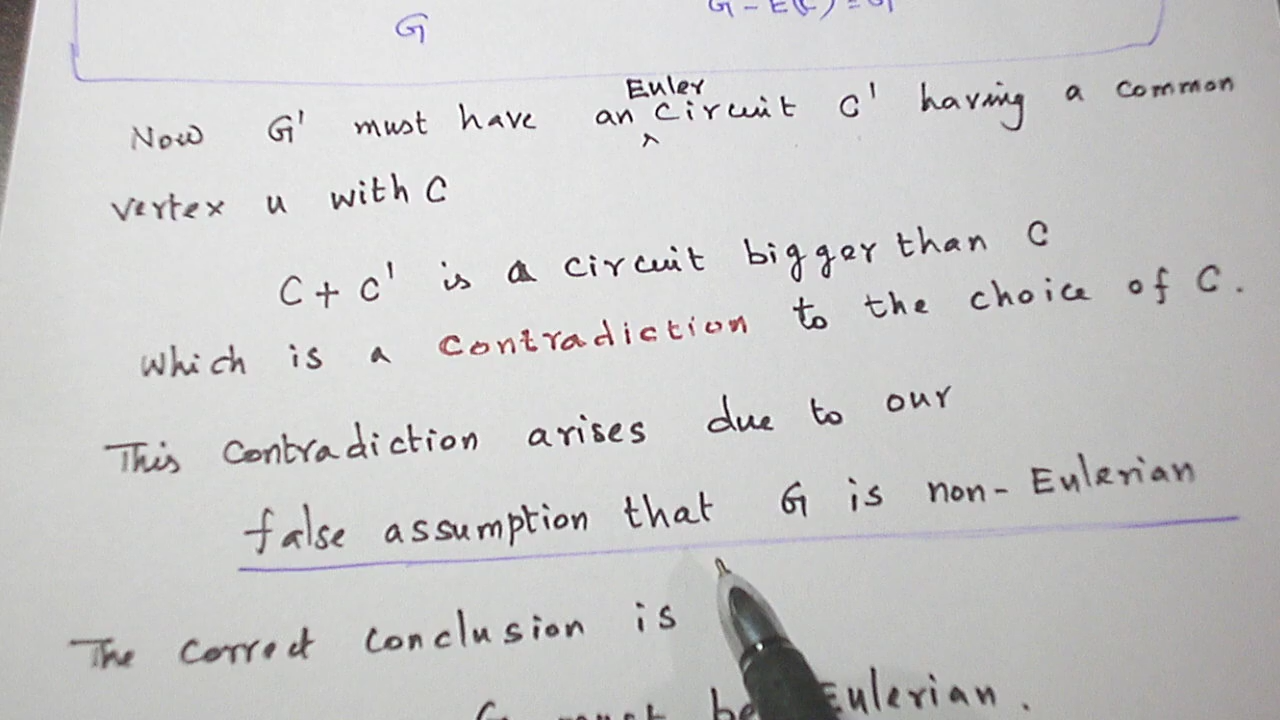 G
G - E(C) = G'
Now G' must have an Euler Circuit C' having a common
vertex u with C
C + C' is a circuit bigger than C
which is a contradiction to the choice of C.
This contradiction arises due to our
false assumption that G is non-Eulerian
The correct conclusion is
G must be Eulerian.